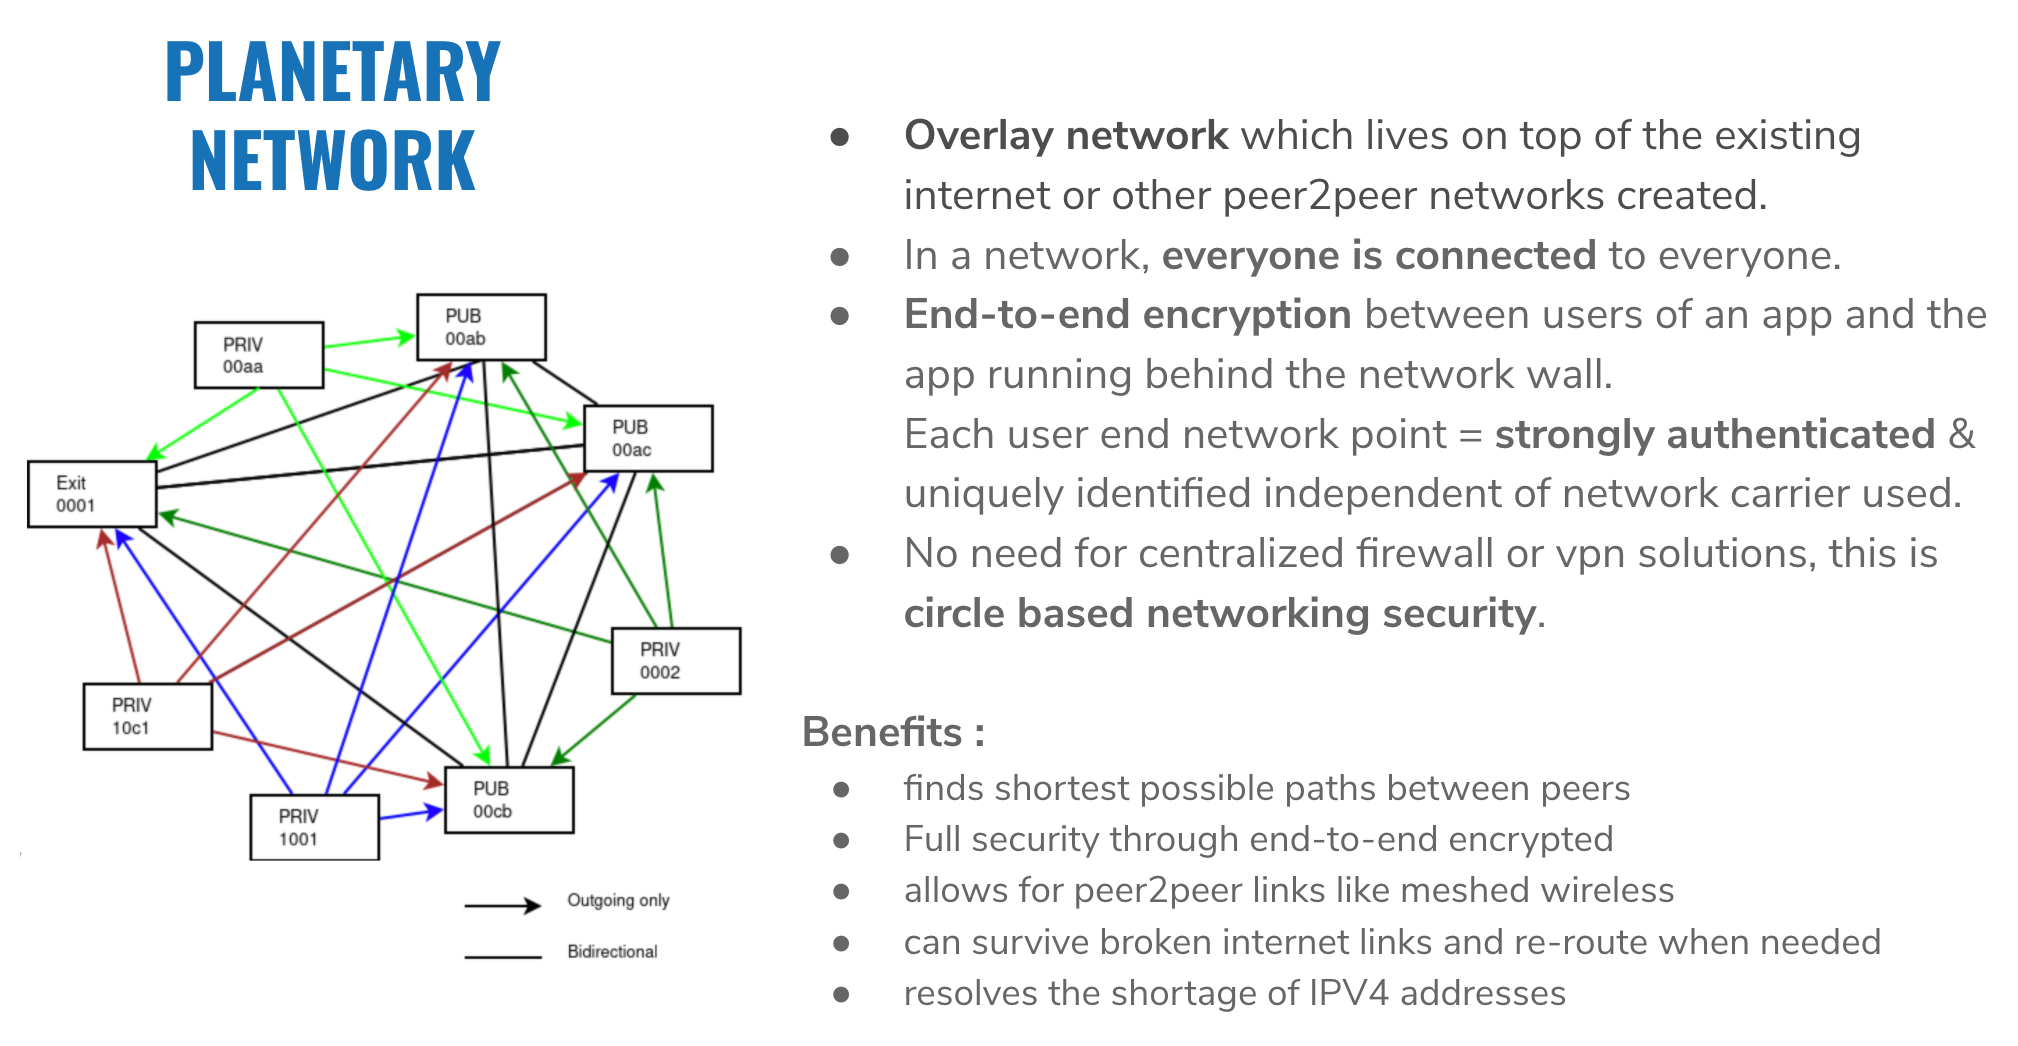 PLANETARY
NETWORK
PRIV
00aa
PUB
00ab
PUB
00ac
Exit
0001
PRIV
0002
PRIV
10c1
PRIV
1001
PUB
00cb
Outgoing only
Bidirectional
● Overlay network which lives on top of the existing
internet or other peer2peer networks created.
● In a network, everyone is connected to everyone.
● End-to-end encryption between users of an app and the
app running behind the network wall.
Each user end network point = strongly authenticated &
uniquely identified independent of network carrier used.
● No need for centralized firewall or vpn solutions, this is
circle based networking security.
Benefits :
● finds shortest possible paths between peers
● Full security through end-to-end encrypted
● allows for peer2peer links like meshed wireless
● can survive broken internet links and re-route when needed
● resolves the shortage of IPV4 addresses